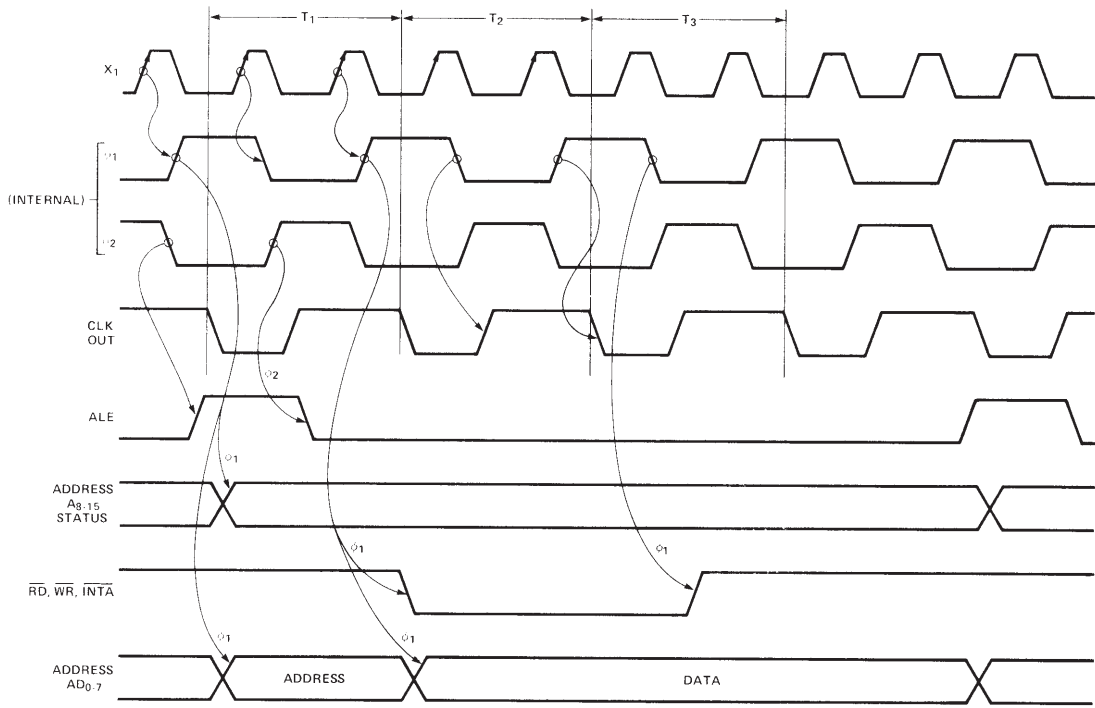 T₁ T₂ T₃
X₁
φ1
(INTERNAL)
φ2
CLK
OUT
φ₂
ALE
φ₁
ADDRESS
A₈₋₁₅
STATUS
φ₁ φ₁
RD, WR, INTA
φ₁ φ₁
ADDRESS
AD₀₋₇
ADDRESS DATA